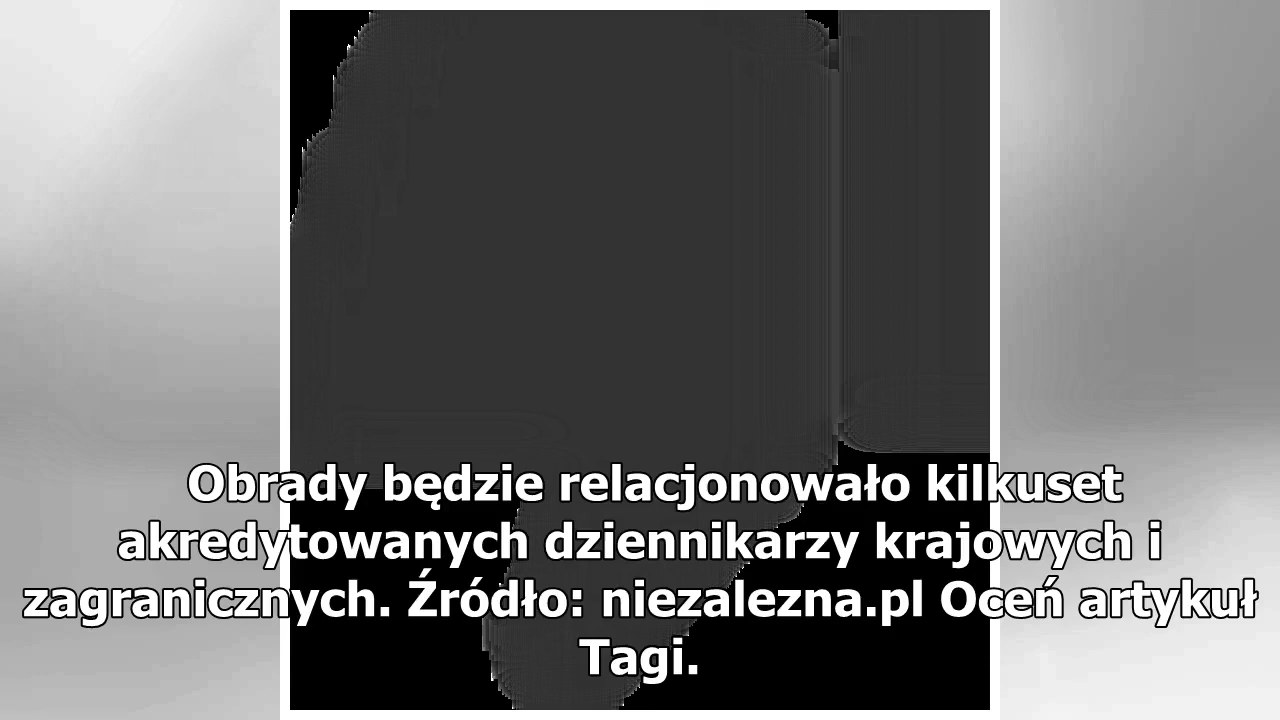 Obrady będzie relacjonowało kilkuset
akredytowanych dziennikarzy krajowych i
zagranicznych. Źródło: niezalezna.pl Oceń artykuł
Tagi.